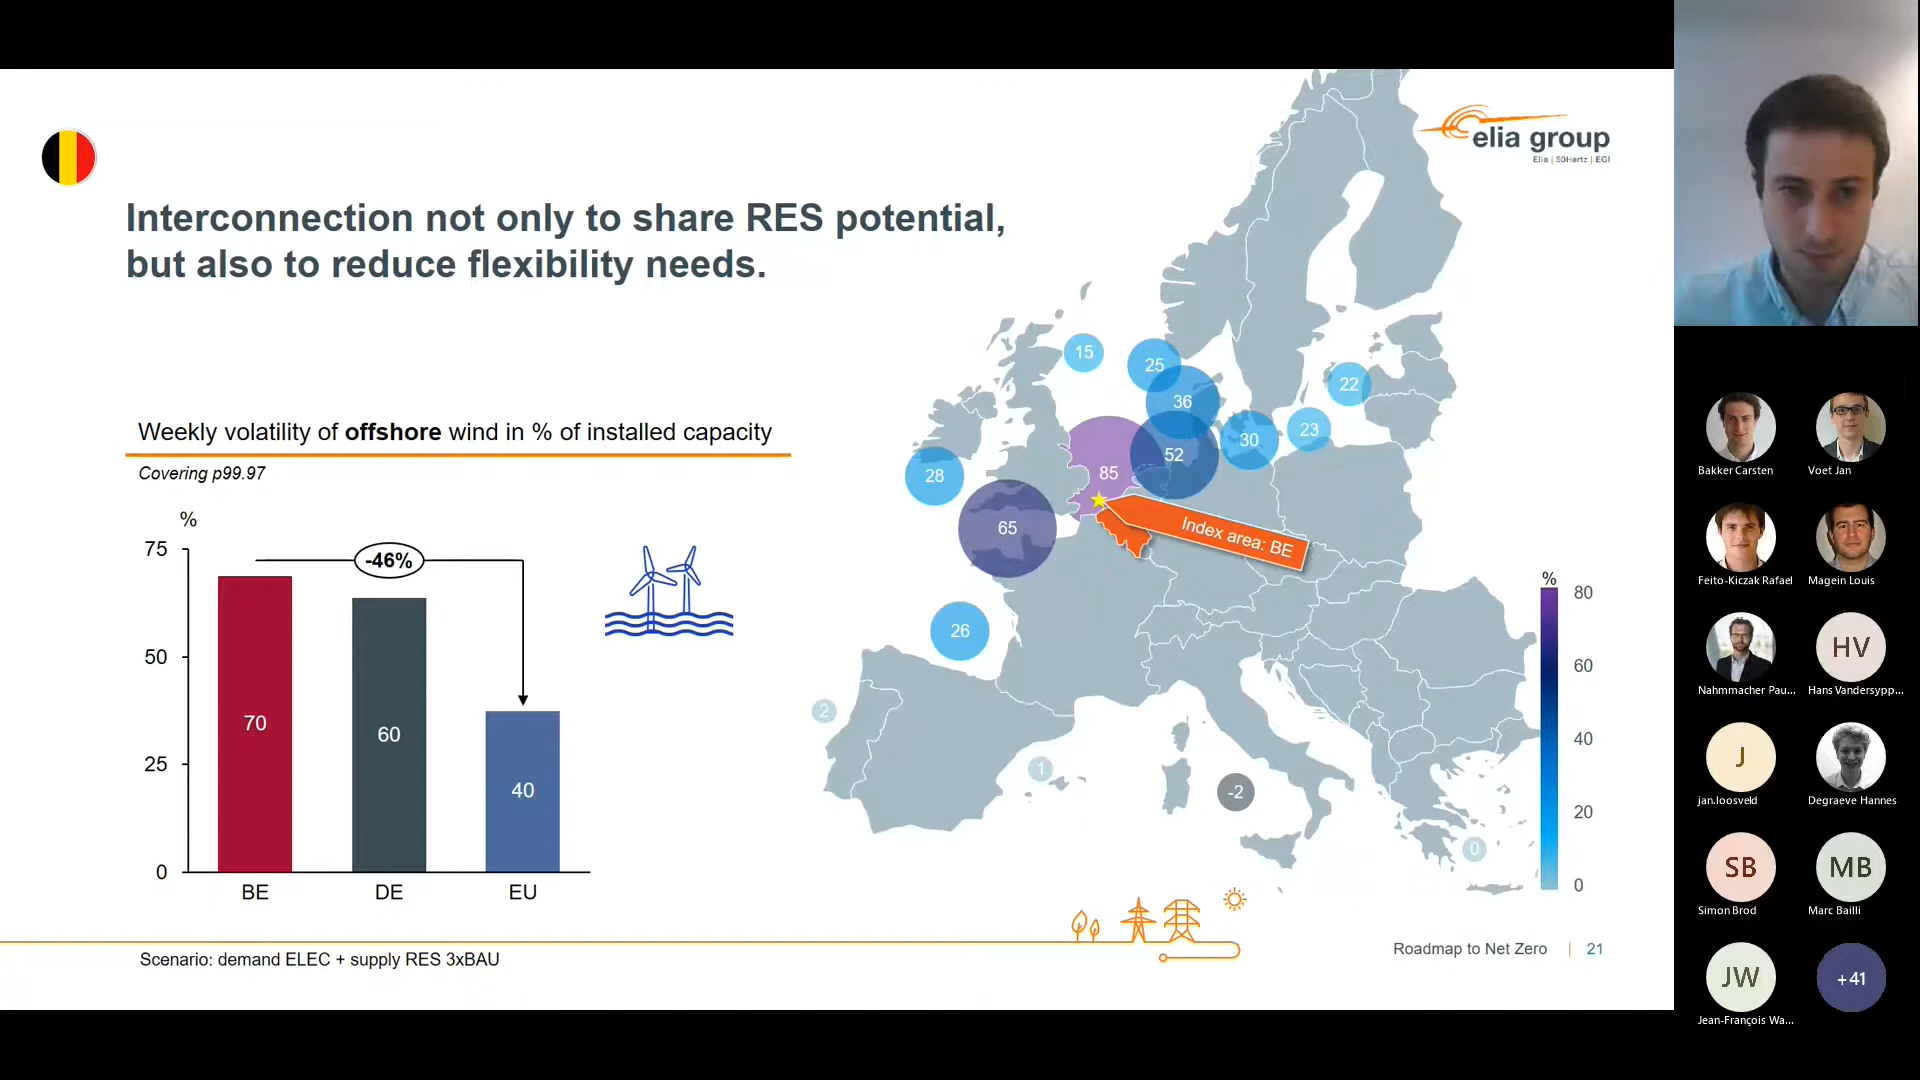 elia group
Elia | 50Hertz | EGI
Interconnection not only to share RES potential,
but also to reduce flexibility needs.
Weekly volatility of offshore wind in % of installed capacity
Covering p99.97
%
75
50
25
0
-46%
70
60
40
BE
DE
EU
15
25
36
22
30
23
52
85
28
65
26
2
1
-2
0
Index area: BE
%
80
60
40
20
0
Scenario: demand ELEC + supply RES 3xBAU
Roadmap to Net Zero | 21
Bakker Carsten
Voet Jan
Feito-Kiczak Rafael
Magein Louis
Nahmmacher Pau...
HV
Hans Vandersypp...
J
jan.loosveld
Degraeve Hannes
SB
Simon Brod
MB
Marc Bailli
JW
Jean-François Wa...
+41